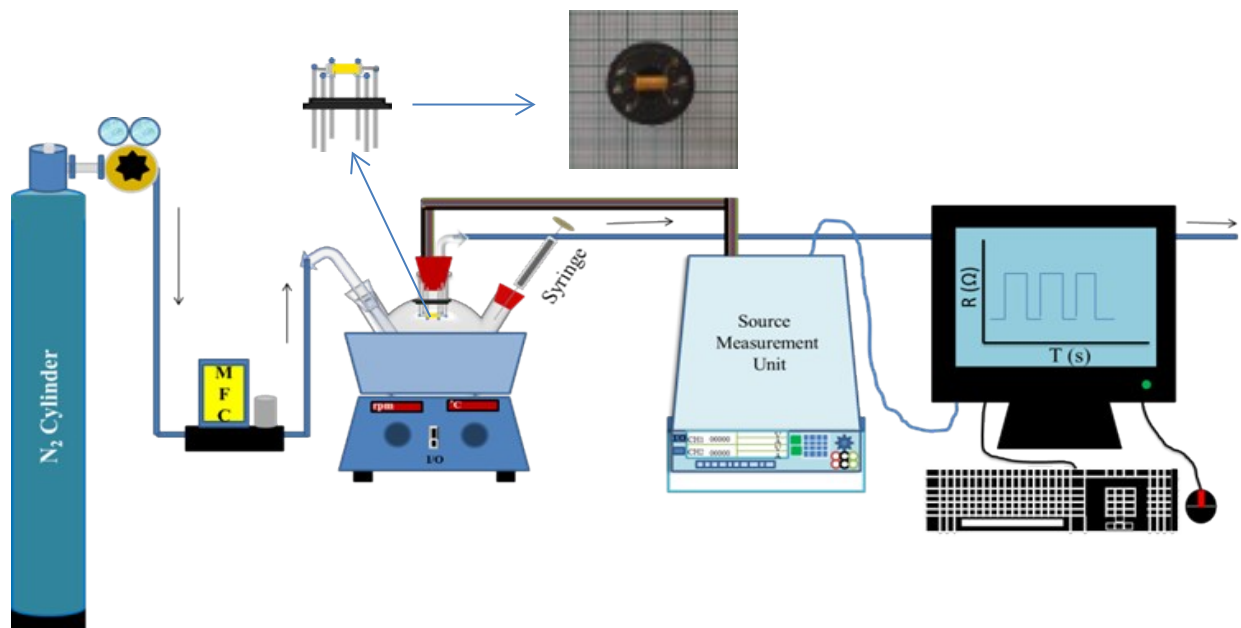 N₂ Cylinder
M
F
C
rpm
°C
I/O
Syringe
Source
Measurement
Unit
I/O
CH1 00000
CH2 00000
R (Ω)
T (s)